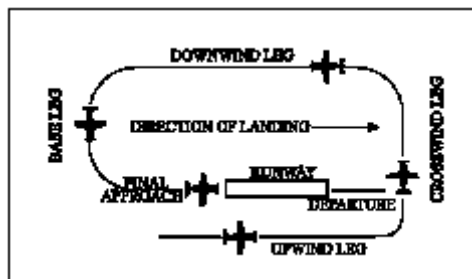 DOWNWIND LEG
BASE LEG
DIRECTION OF LANDING
CROSSWIND LEG
FINAL
APPROACH
RUNWAY
DEPARTURE
UPWIND LEG